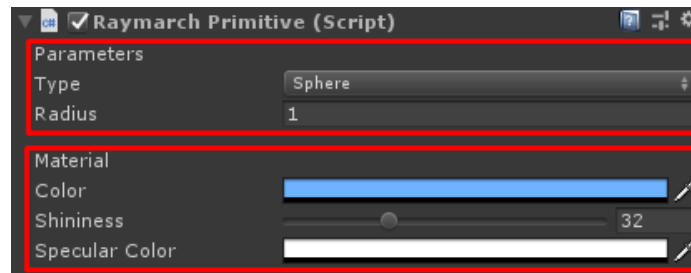 Raymarch Primitive (Script)
Parameters
Type Sphere
Radius 1
Material
Color
Shininess 32
Specular Color